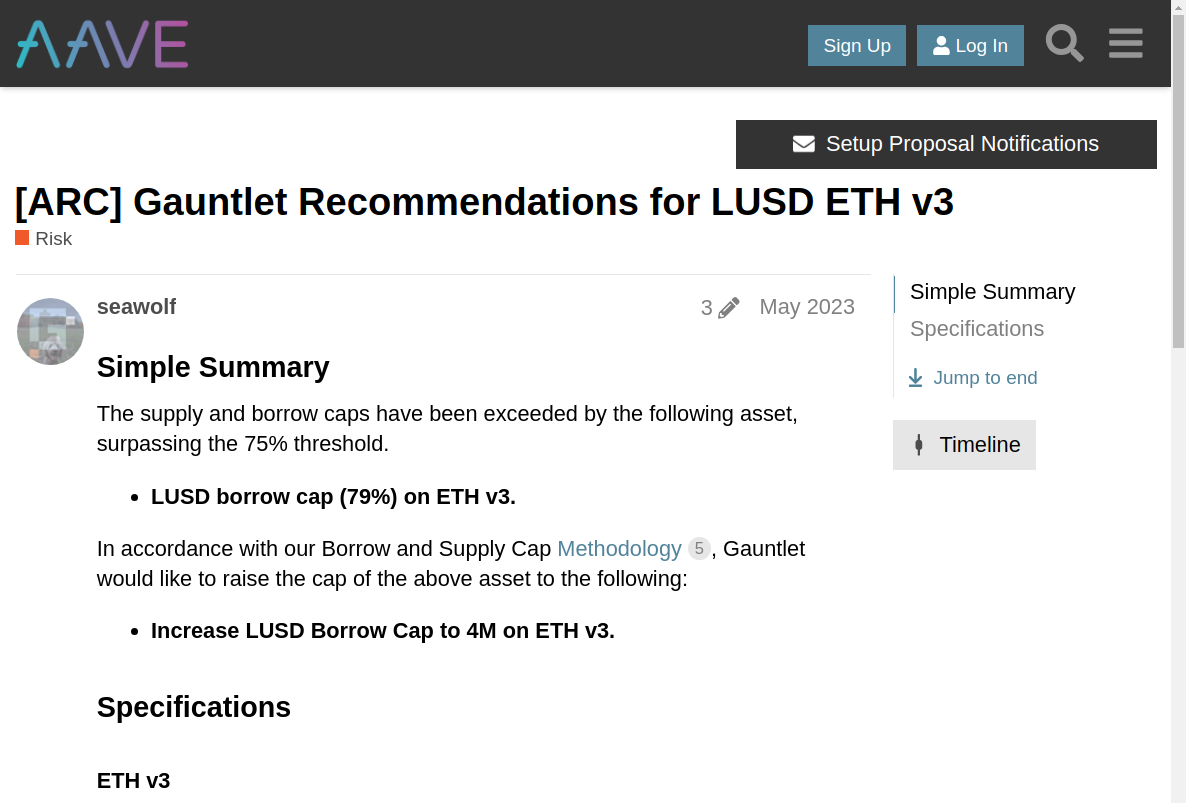 AAVE
Sign Up
Log In
Setup Proposal Notifications
[ARC] Gauntlet Recommendations for LUSD ETH v3
Risk
seawolf
3
May 2023
Simple Summary
Specifications
Jump to end
Timeline
Simple Summary
The supply and borrow caps have been exceeded by the following asset,
surpassing the 75% threshold.
• LUSD borrow cap (79%) on ETH v3.
In accordance with our Borrow and Supply Cap Methodology 5, Gauntlet
would like to raise the cap of the above asset to the following:
• Increase LUSD Borrow Cap to 4M on ETH v3.
Specifications
ETH v3